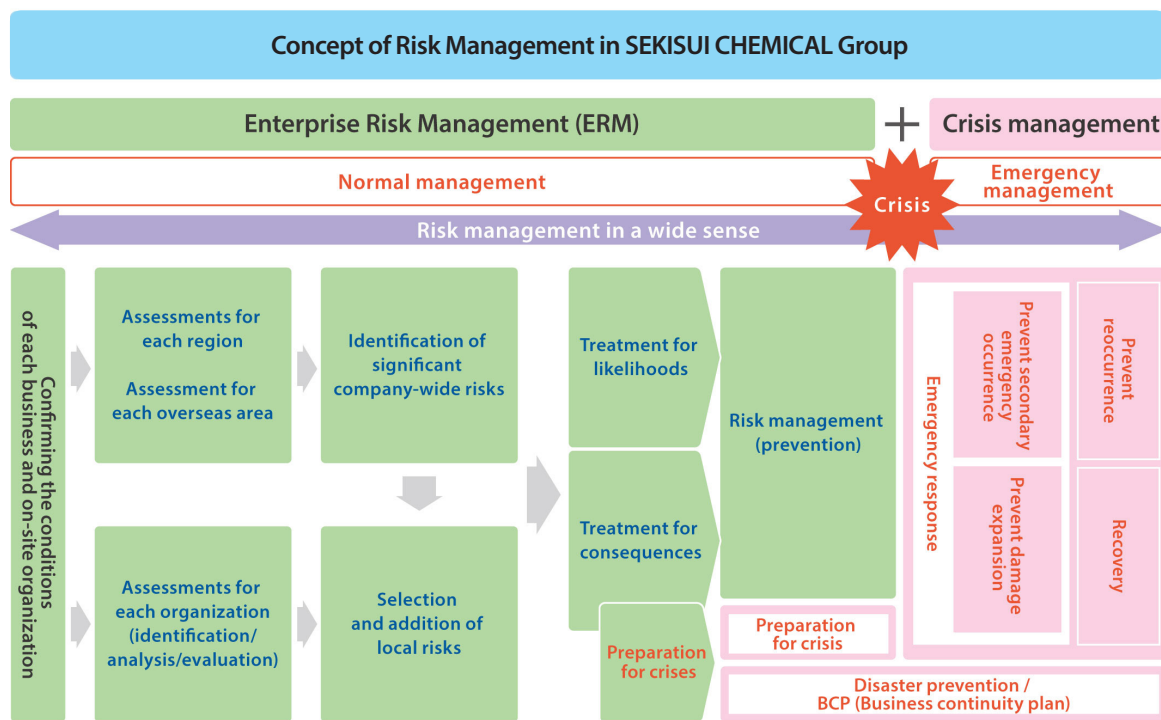 Concept of Risk Management in SEKISUI CHEMICAL Group
Enterprise Risk Management (ERM)
+
Crisis management
Normal management
Crisis
Emergency
management
Risk management in a wide sense
Confirming the conditions
of each business and on-site organization
Assessments for
each region
Assessment for
each overseas area
Identification of
significant
company-wide risks
Assessments for
each organization
(identification/
analysis/evaluation)
Selection
and addition of
local risks
Treatment for
likelihoods
Treatment for
consequences
Preparation
for crises
Risk management
(prevention)
Preparation
for crisis
Emergency response
Prevent secondary
emergency
occurrence
Prevent damage
expansion
Prevent
reoccurrence
Recovery
Disaster prevention /
BCP (Business continuity plan)